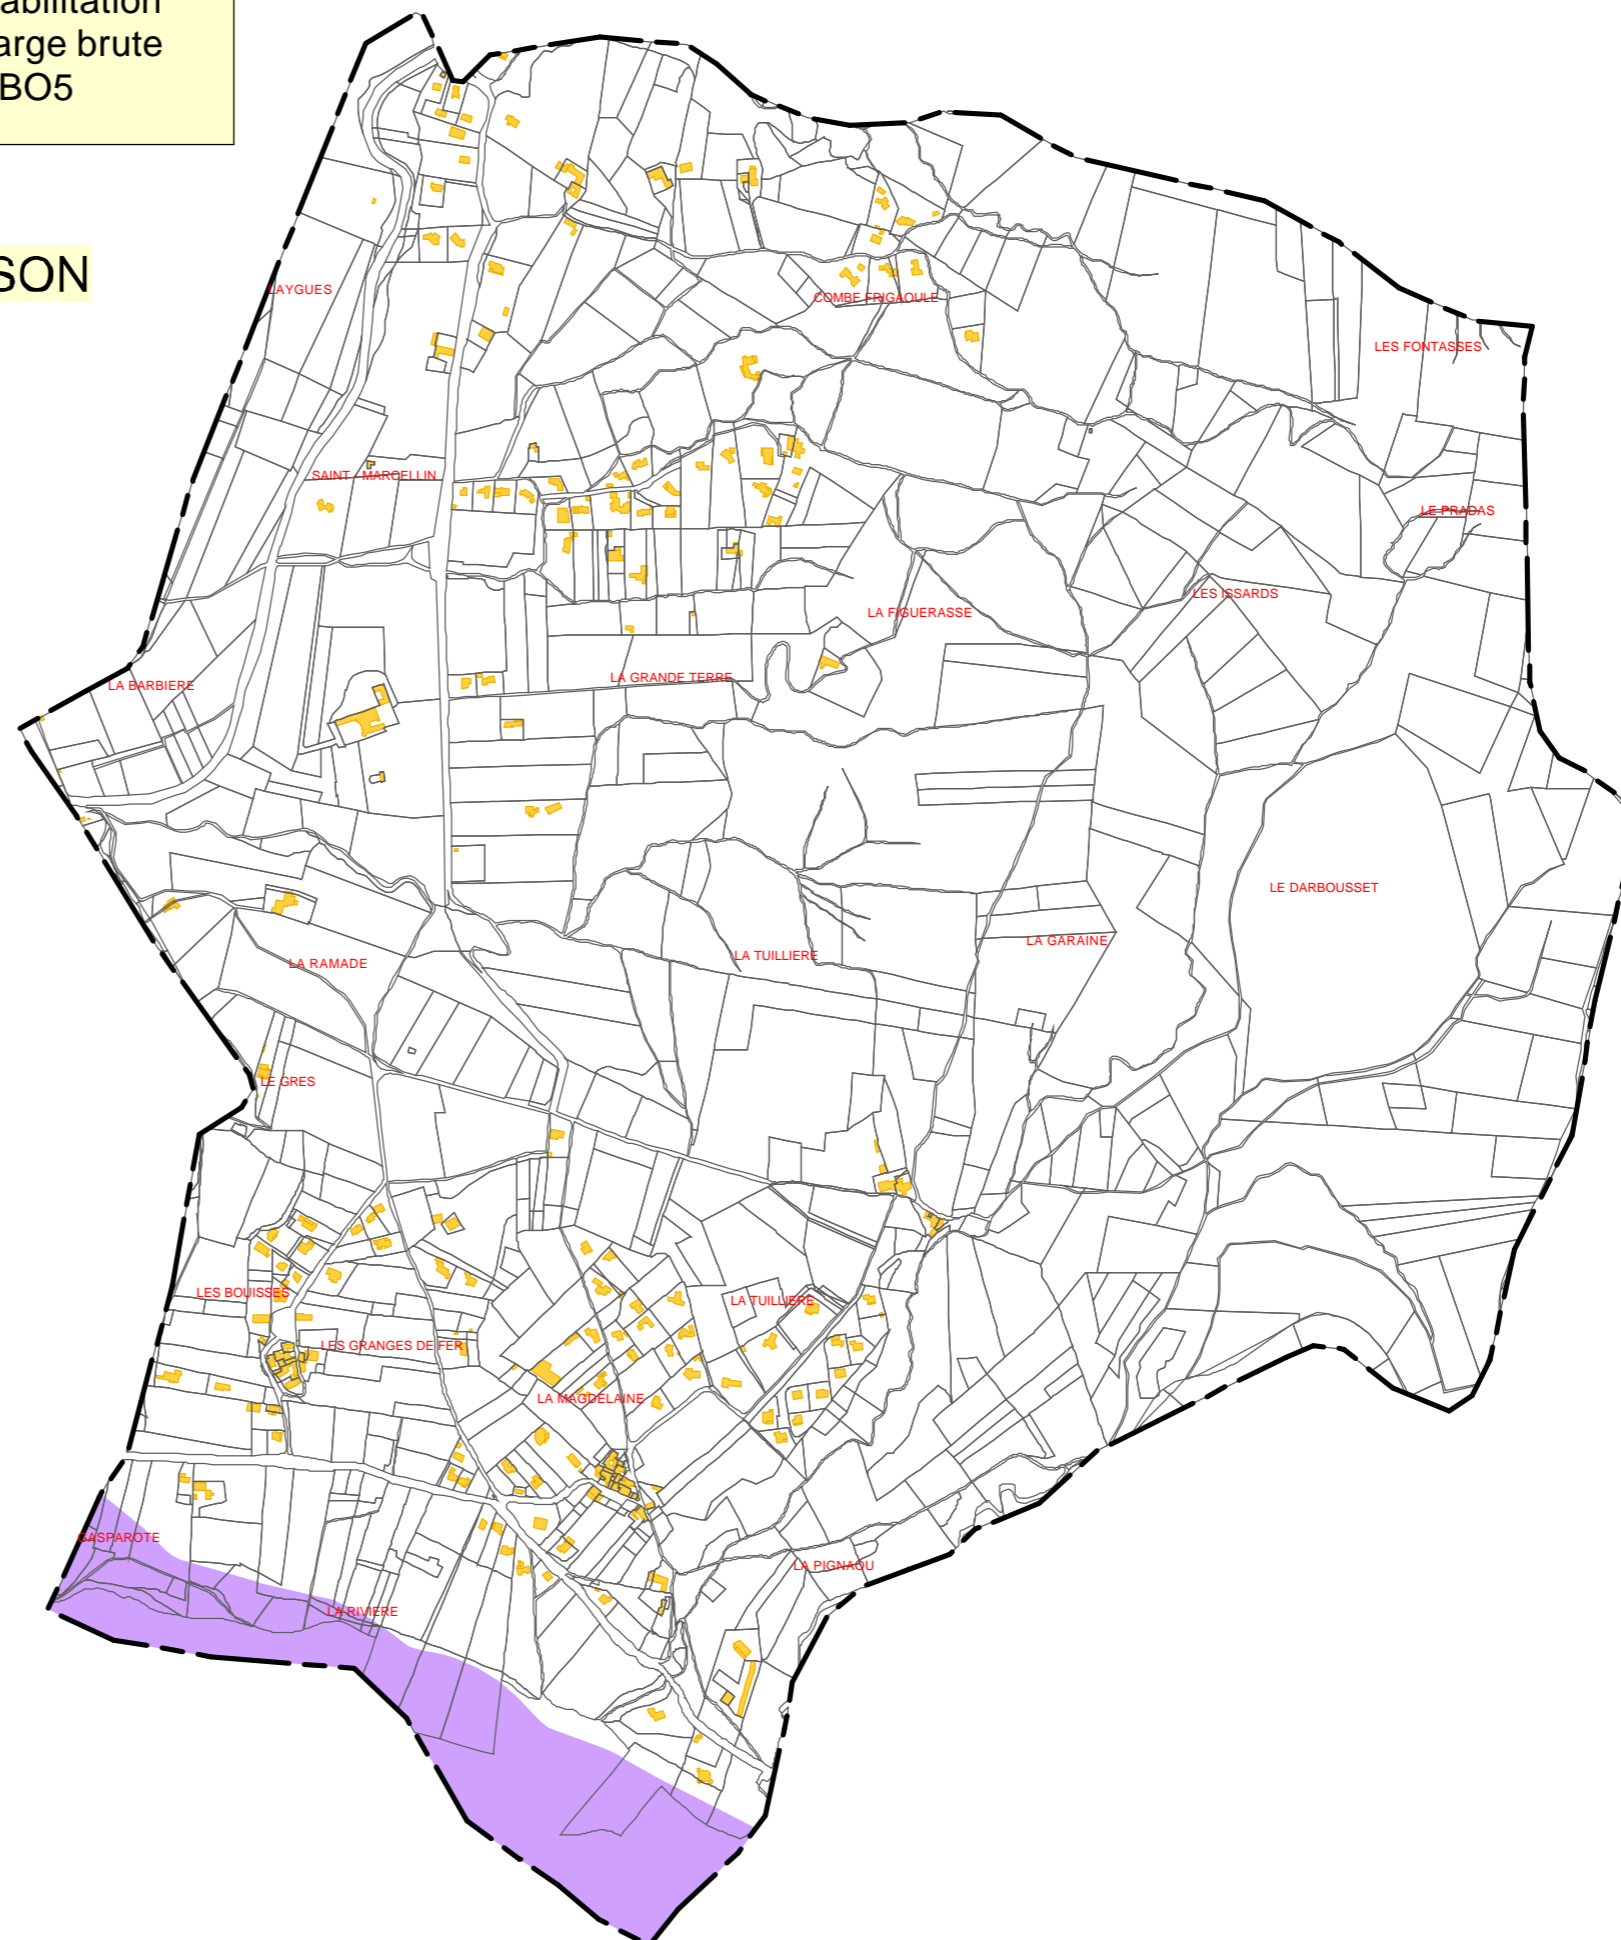 abilitation
arge brute
BO5
SON
LAYGUES
COMBE FRIGAOULE
LES FONTASSES
SAINT - MARCELLIN
LE PRADAS
LES ISSARDS
LA FIGUERASSE
LA GRANDE TERRE
LA BARBIERE
LE DARBOUSSET
LA GARAINE
LA TUILLIERE
LA RAMADE
LE GRES
LES BOUISSES
LA TUILLIERE
LES GRANGES DE FER
LA MAGDELAINE
GASPAROTE
LA PIGNAOU
LA RIVIERE